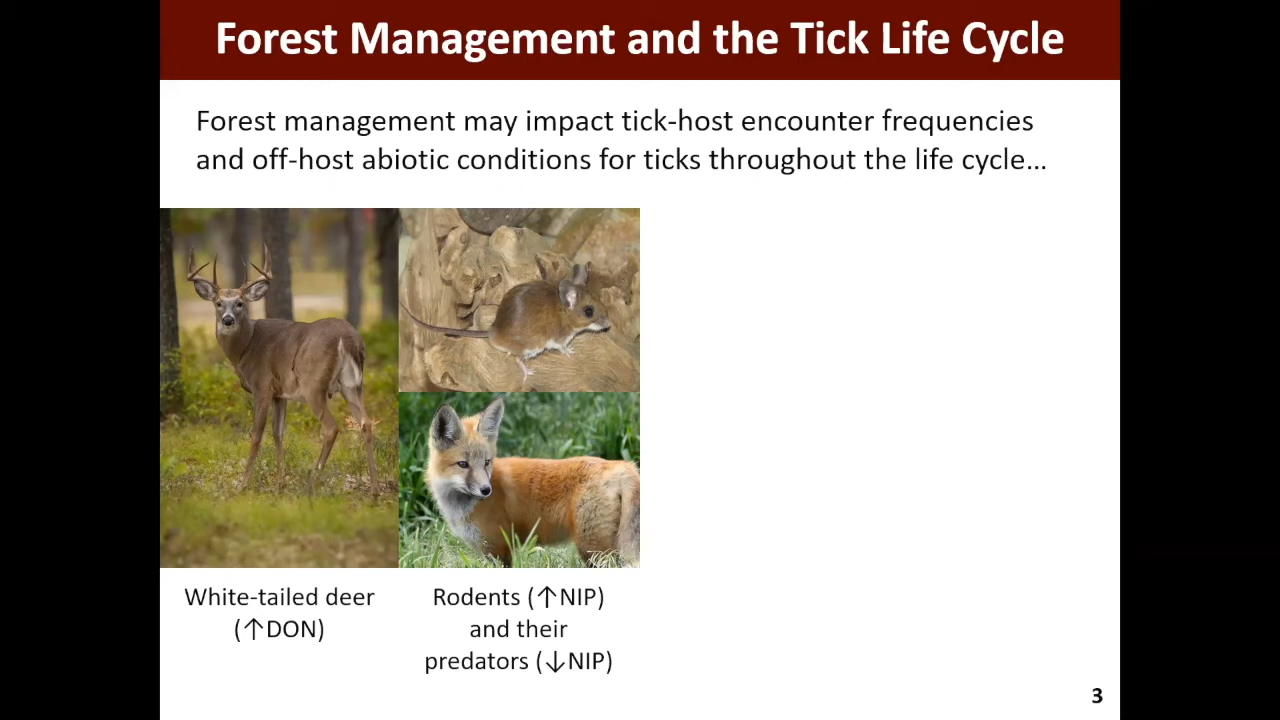 Forest Management and the Tick Life Cycle
Forest management may impact tick-host encounter frequencies
and off-host abiotic conditions for ticks throughout the life cycle…
White-tailed deer
(↑DON)
Rodents (↑NIP)
and their
predators (↓NIP)
3